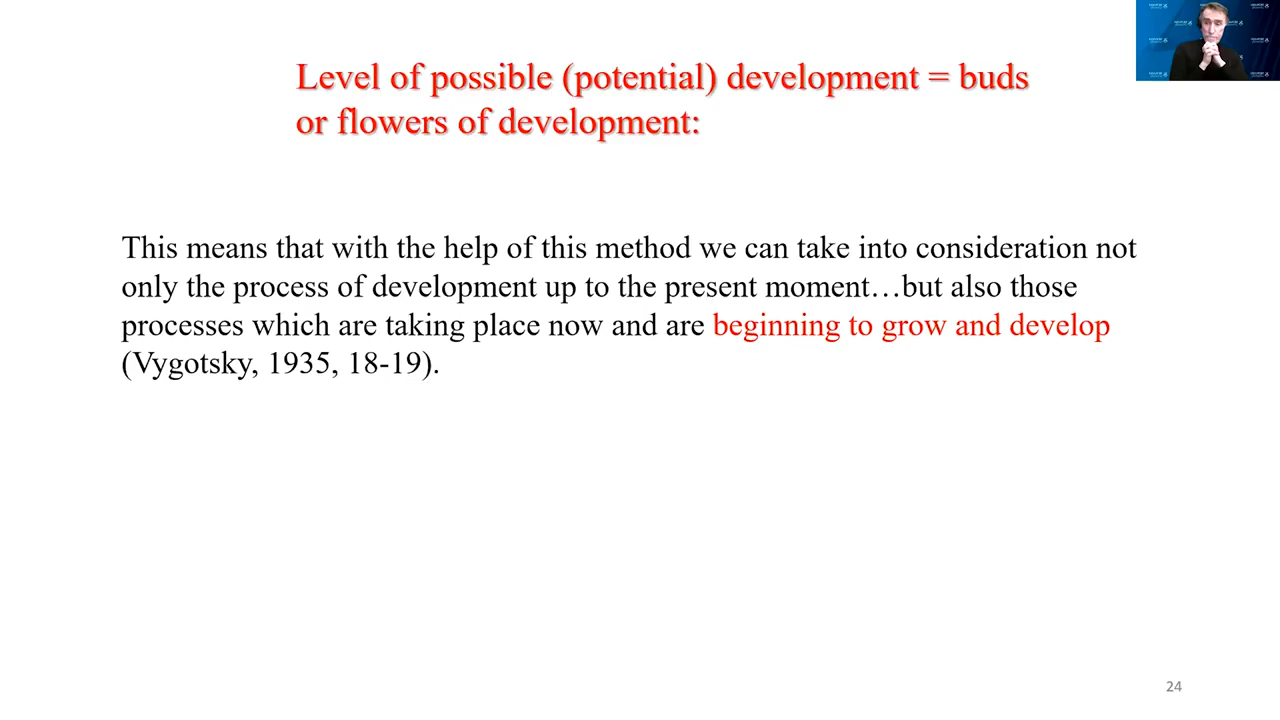 Level of possible (potential) development = buds
or flowers of development:
This means that with the help of this method we can take into consideration not
only the process of development up to the present moment…but also those
processes which are taking place now and are beginning to grow and develop
(Vygotsky, 1935, 18-19).
24